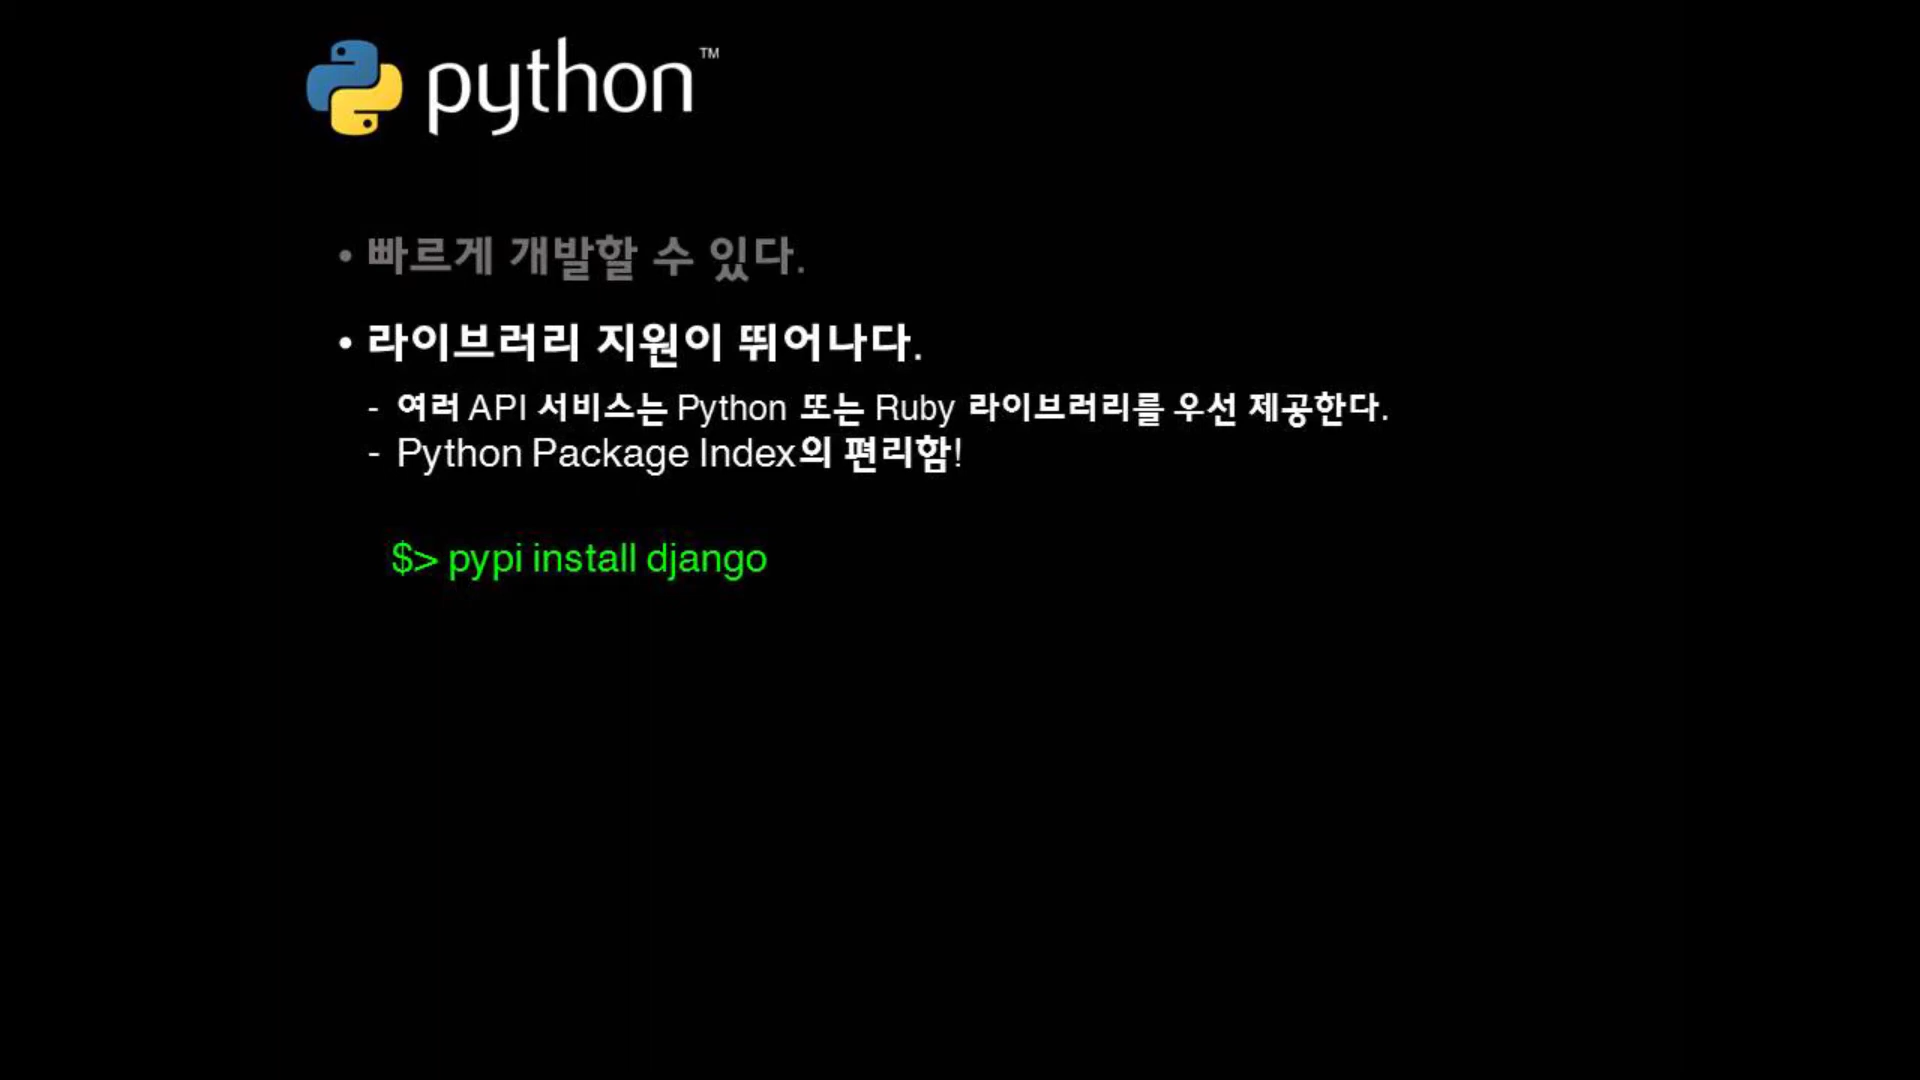 python™
• 빠르게 개발할 수 있다.
• 라이브러리 지원이 뛰어나다.
- 여러 API 서비스는 Python 또는 Ruby 라이브러리를 우선 제공한다.
- Python Package Index의 편리함!
$> pypi install django